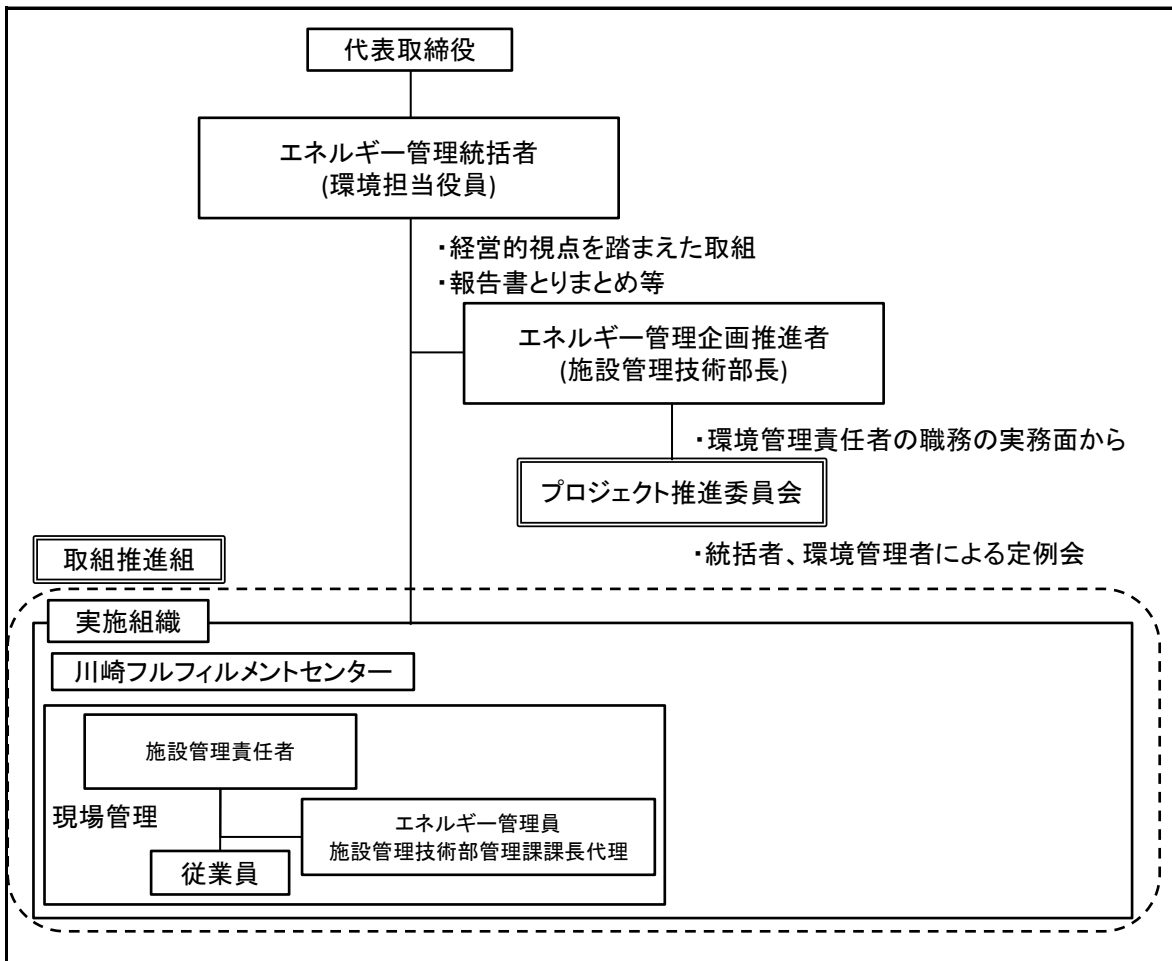 代表取締役
エネルギー管理統括者
(環境担当役員)
・経営的視点を踏まえた取組
・報告書とりまとめ等
エネルギー管理企画推進者
(施設管理技術部長)
・環境管理責任者の職務の実務面から
プロジェクト推進委員会
・統括者、環境管理者による定例会
取組推進組
実施組織
川崎フルフィルメントセンター
施設管理責任者
現場管理
エネルギー管理員
施設管理技術部管理課課長代理
従業員